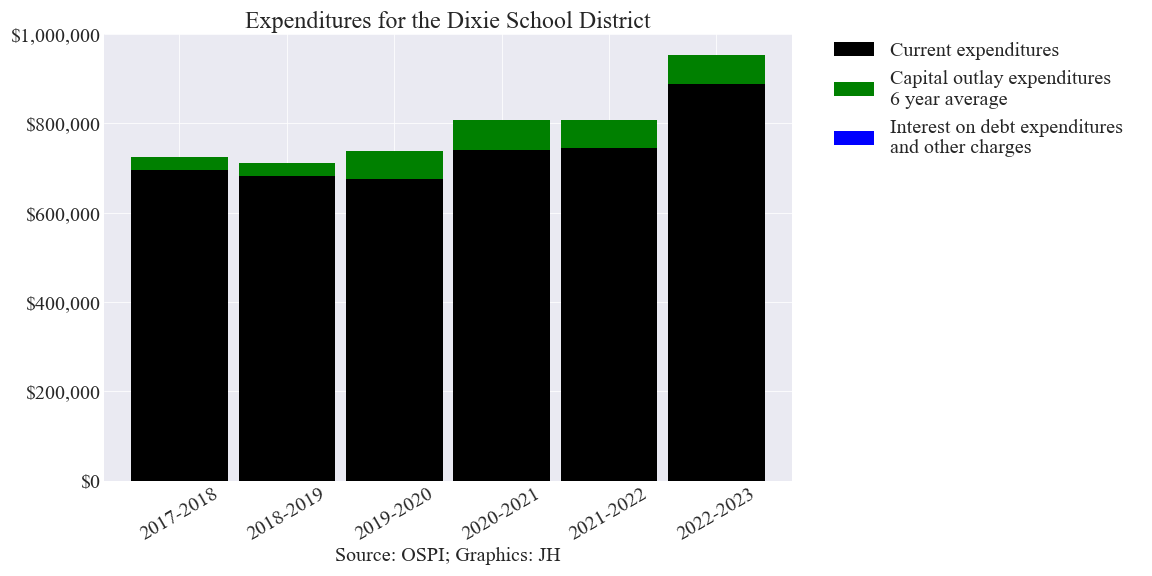 Expenditures for the Dixie School District
$1,000,000
$800,000
$600,000
$400,000
$200,000
$0
2017-2018
2018-2019
2019-2020
2020-2021
2021-2022
2022-2023
Source: OSPI; Graphics: JH
Current expenditures
Capital outlay expenditures
6 year average
Interest on debt expenditures
and other charges